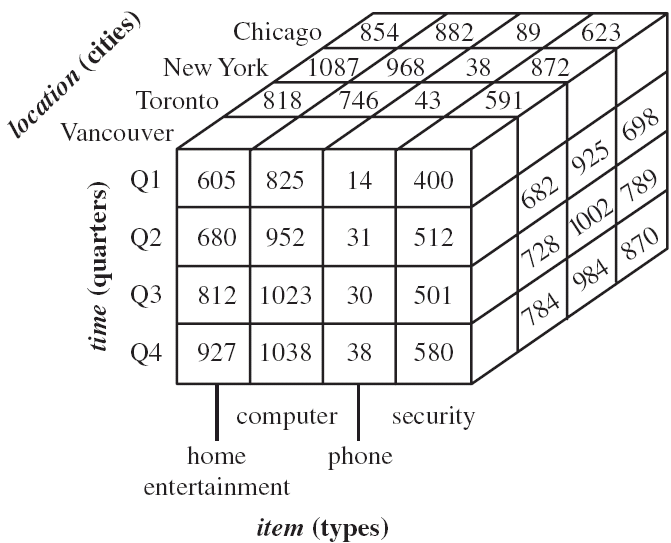 location (cities)
Chicago 854 882 89 623
New York 1087 968 38 872
Toronto 818 746 43 591
Vancouver
time (quarters)
Q1 605 825 14 400
Q2 680 952 31 512
Q3 812 1023 30 501
Q4 927 1038 38 580
682 925 698
728 1002 789
784 984 870
computer security
home phone
entertainment
item (types)